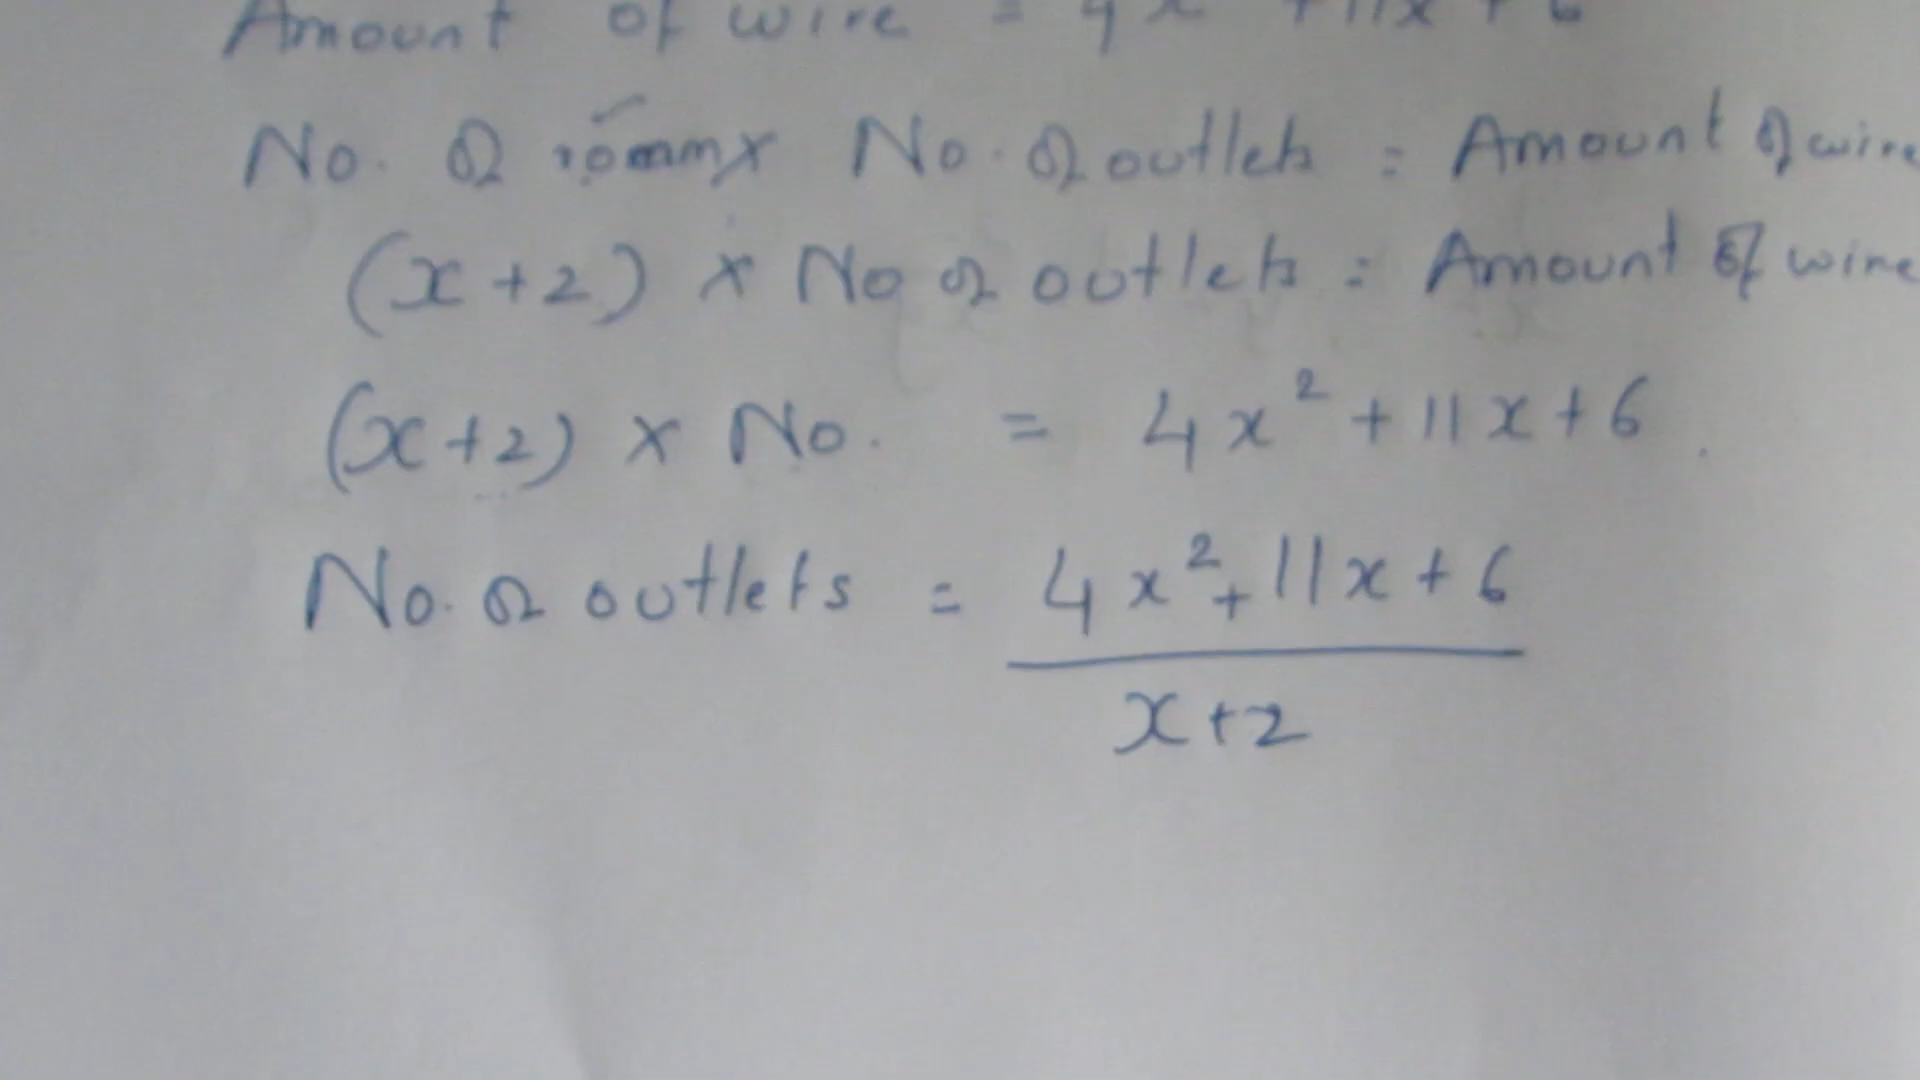 Amount of wire = 4x² + 11x + 6
No. of rooms x No. of outlets = Amount of wire
(x+2) x No of outlets = Amount of wire
(x+2) x No. = 4x² + 11x + 6
No. of outlets = 4x² + 11x + 6
x+2